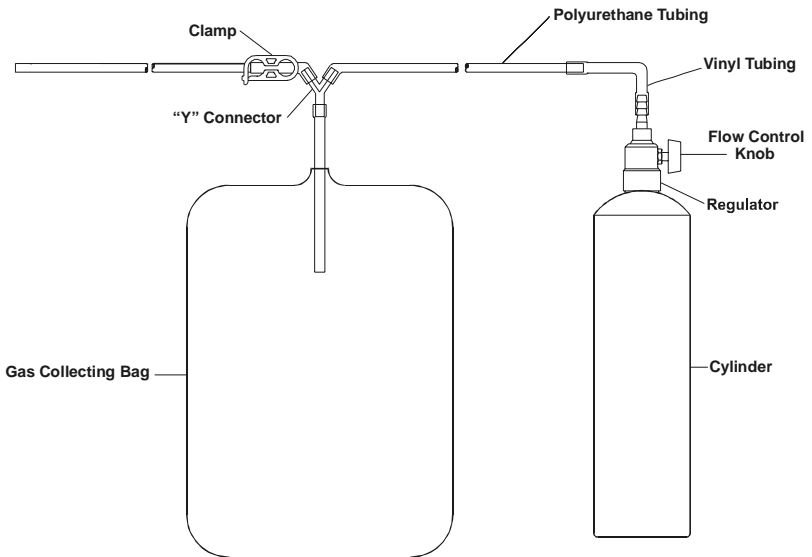 Polyurethane Tubing
Clamp
Vinyl Tubing
“Y” Connector
Flow Control
Knob
Regulator
Gas Collecting Bag
Cylinder